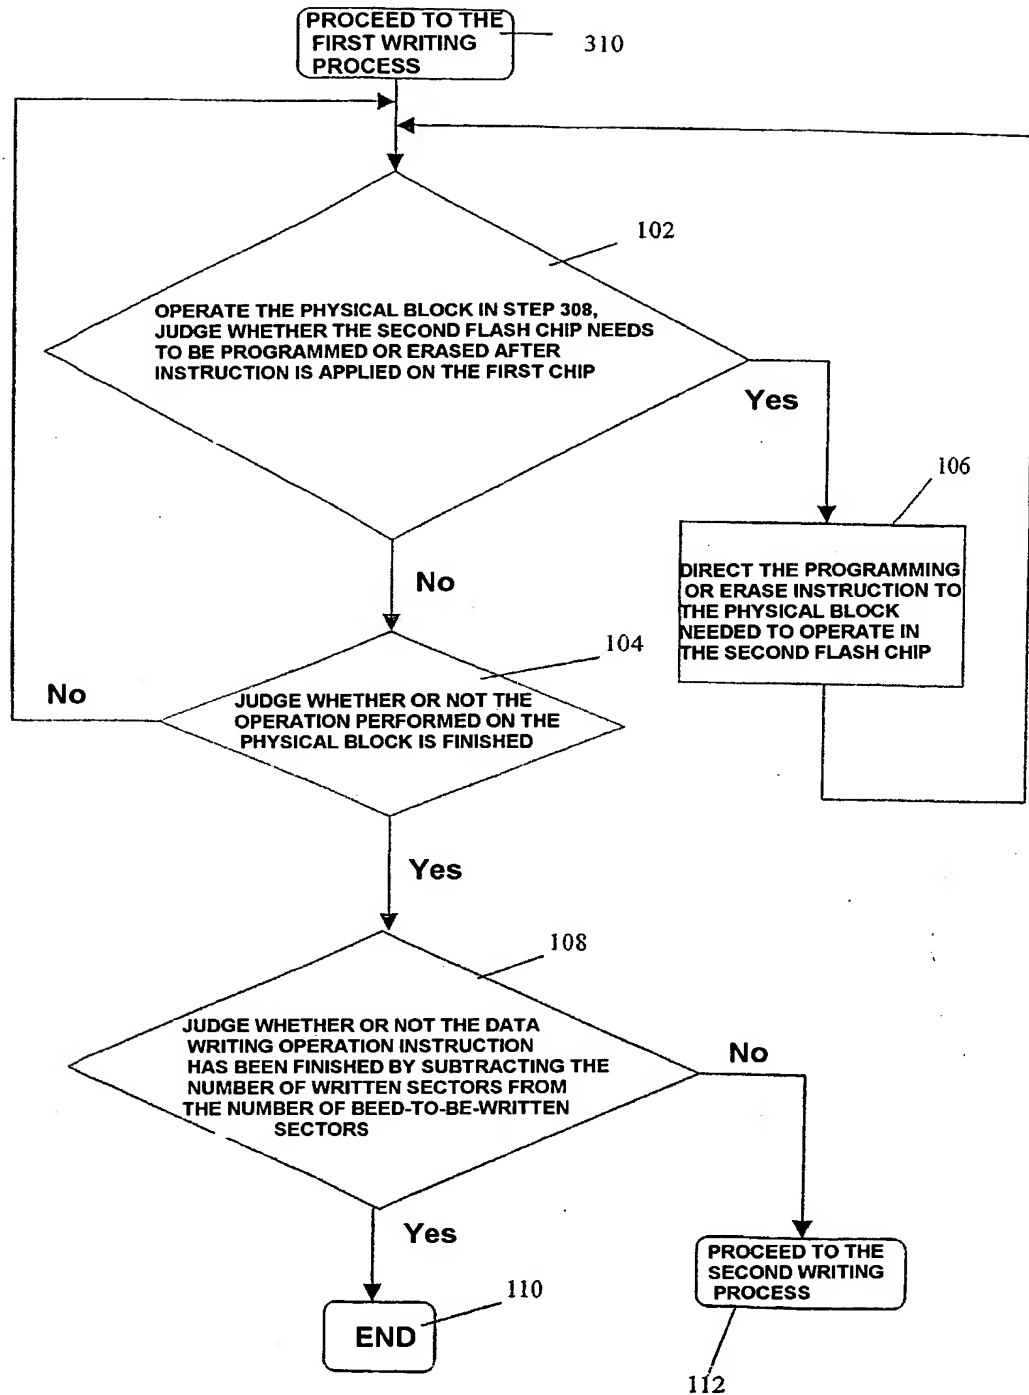 PROCEED TO THE
FIRST WRITING
PROCESS
310
102
OPERATE THE PHYSICAL BLOCK IN STEP 308,
JUDGE WHETHER THE SECOND FLASH CHIP NEEDS
TO BE PROGRAMMED OR ERASED AFTER
INSTRUCTION IS APPLIED ON THE FIRST CHIP
Yes
106
DIRECT THE PROGRAMMING
OR ERASE INSTRUCTION TO
THE PHYSICAL BLOCK
NEEDED TO OPERATE IN
THE SECOND FLASH CHIP
No
104
No
JUDGE WHETHER OR NOT THE
OPERATION PERFORMED ON THE
PHYSICAL BLOCK IS FINISHED
Yes
108
JUDGE WHETHER OR NOT THE DATA
WRITING OPERATION INSTRUCTION
HAS BEEN FINISHED BY SUBTRACTING THE
NUMBER OF WRITTEN SECTORS FROM
THE NUMBER OF BEED-TO-BE-WRITTEN
SECTORS
No
Yes
PROCEED TO THE
SECOND WRITING
PROCESS
110
END
112